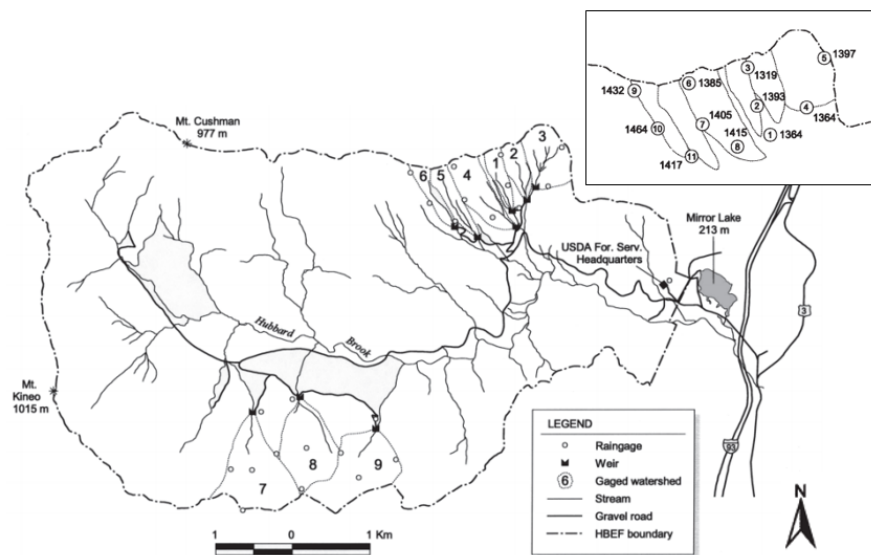 5
1397
3
1319
6
1385
9
1432
1393
2
1405
7
4
1364
1464
10
1415
8
1
1364
11
1417
Mt. Cushman
977 m
3
2
1
4
5
6
Mirror Lake
213 m
USDA For. Serv.
Headquarters
3
Hubbard
Brook
Mt.
Kineo
1015 m
7
8
9
93
LEGEND
Raingage
Weir
6 Gaged watershed
Stream
Gravel road
HBEF boundary
N
1 0 1 Km